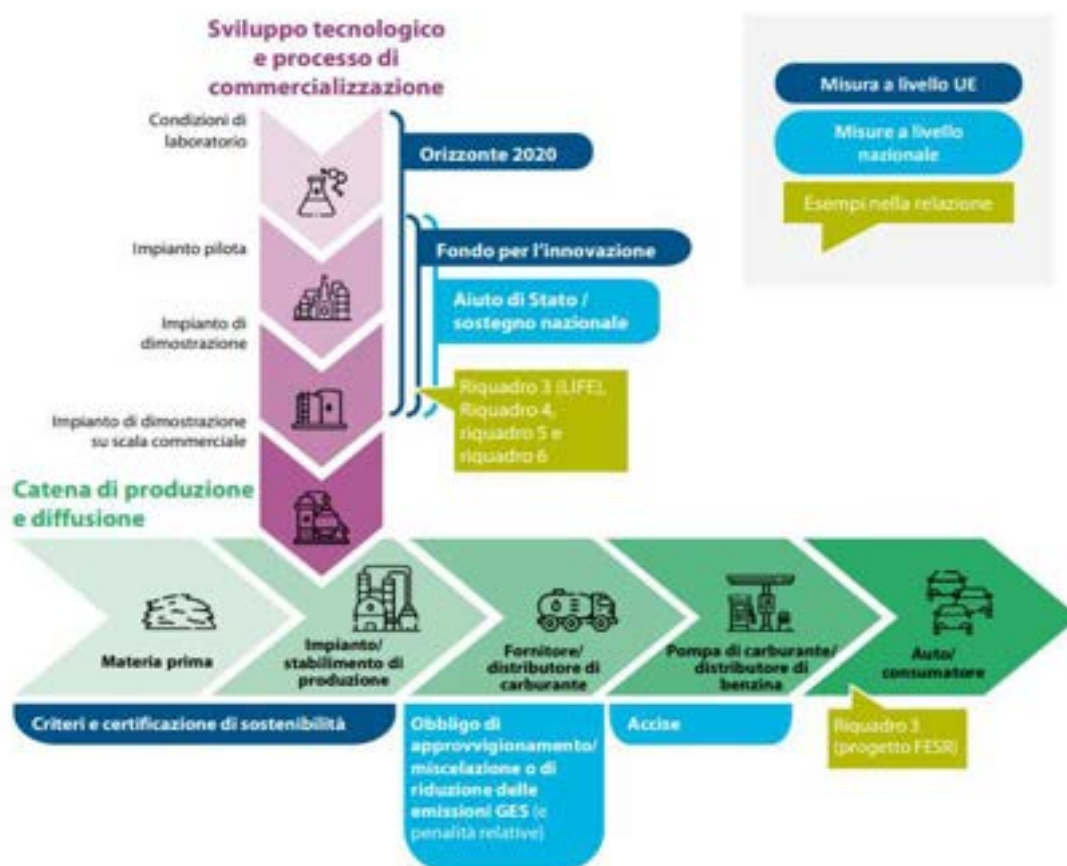 Sviluppo tecnologico
e processo di
commercializzazione
Condizioni di
laboratorio
Impianto pilota
Impianto di
dimostrazione
Impianto di dimostrazione
su scala commerciale
Orizzonte 2020
Fondo per l'innovazione
Aiuto di Stato /
sostegno nazionale
Riquadro 3 (LIFE),
Riquadro 4,
riquadro 5 e
riquadro 6
Misura a livello UE
Misure a livello
nazionale
Esempi nella relazione
Catena di produzione
e diffusione
Materia prima
Impianto/
stabilimento di
produzione
Fornitore/
distributore di
carburante
Pompa di carburante/
distributore di
benzina
Auto/
consumatore
Criteri e certificazione di sostenibilità
Obbligo di
approvvigionamento/
miscelazione o di
riduzione delle
emissioni GES (e
penalità relative)
Accise
Riquadro 3
(progetto FESR)